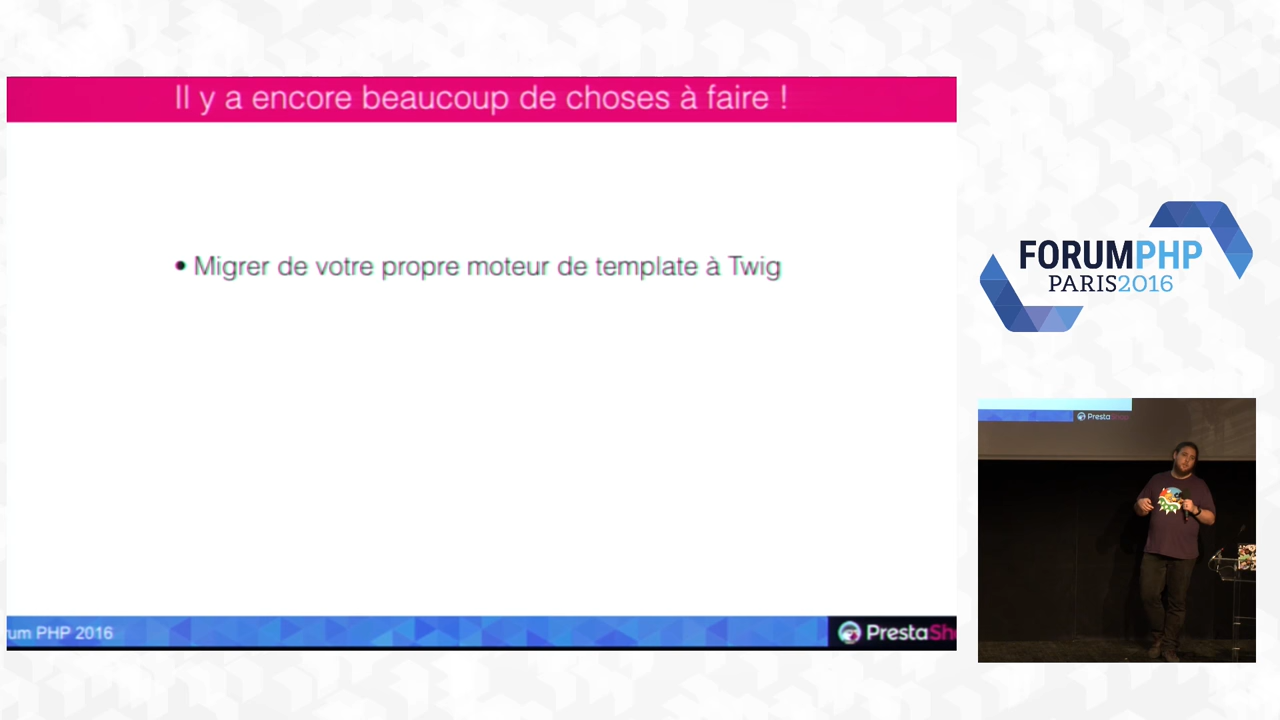 Il y a encore beaucoup de choses à faire !
• Migrer de votre propre moteur de template à Twig
um PHP 2016
PrestaSh
FORUMPHP
PARIS2016
Presta